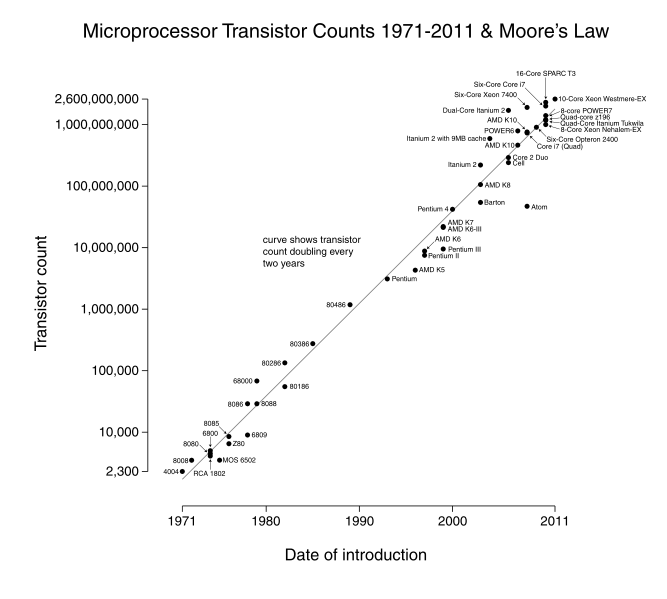 Microprocessor Transistor Counts 1971-2011 & Moore's Law
16-Core SPARC T3
Six-Core Core i7
Six-Core Xeon 7400
10-Core Xeon Westmere-EX
Dual-Core Itanium 2
8-core POWER7
Quad-core z196
AMD K10
Quad-Core Itanium Tukwila
POWER6
8-Core Xeon Nehalem-EX
Itanium 2 with 9MB cache
Six-Core Opteron 2400
AMD K10
Core i7 (Quad)
Core 2 Duo
Itanium 2
Cell
AMD K8
Barton
Atom
Pentium 4
AMD K7
AMD K6-III
curve shows transistor
count doubling every
two years
AMD K6
Pentium III
Pentium II
AMD K5
Pentium
80486
80386
80286
68000
80186
8086
8088
8085
6800
6809
8080
Z80
8008
MOS 6502
4004
RCA 1802
Transistor count
2,600,000,000
1,000,000,000
100,000,000
10,000,000
1,000,000
100,000
10,000
2,300
1971
1980
1990
2000
2011
Date of introduction